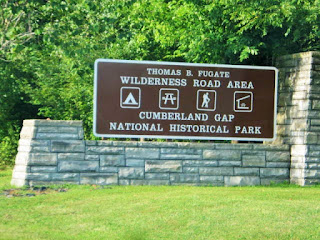 THOMAS B. FUGATE
WILDERNESS ROAD AREA
CUMBERLAND GAP
NATIONAL HISTORICAL PARK